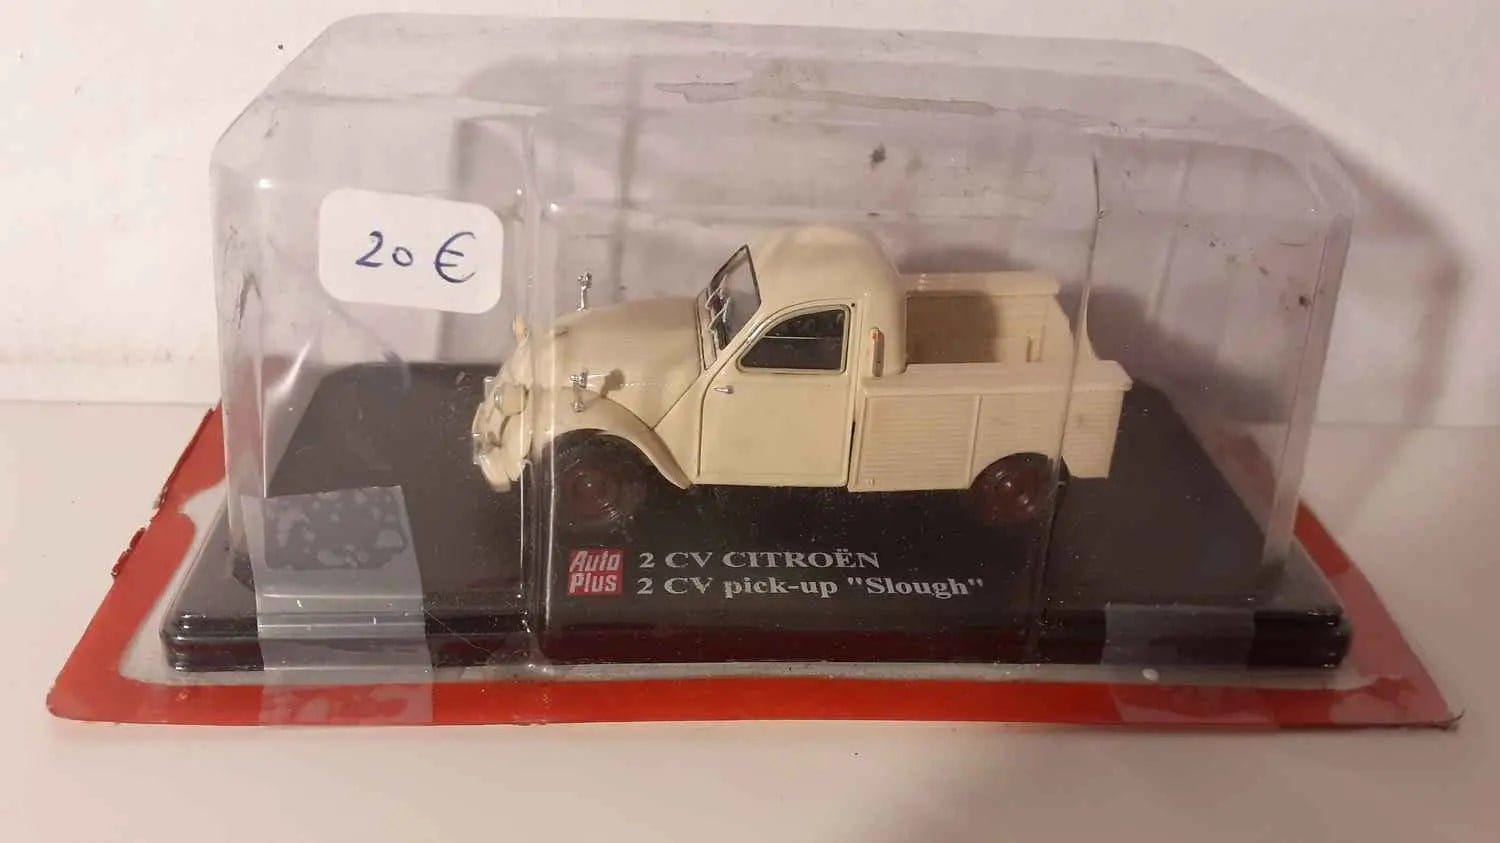 20 €
Auto
Plus
2 CV CITROËN
2 CV pick-up "Slough"